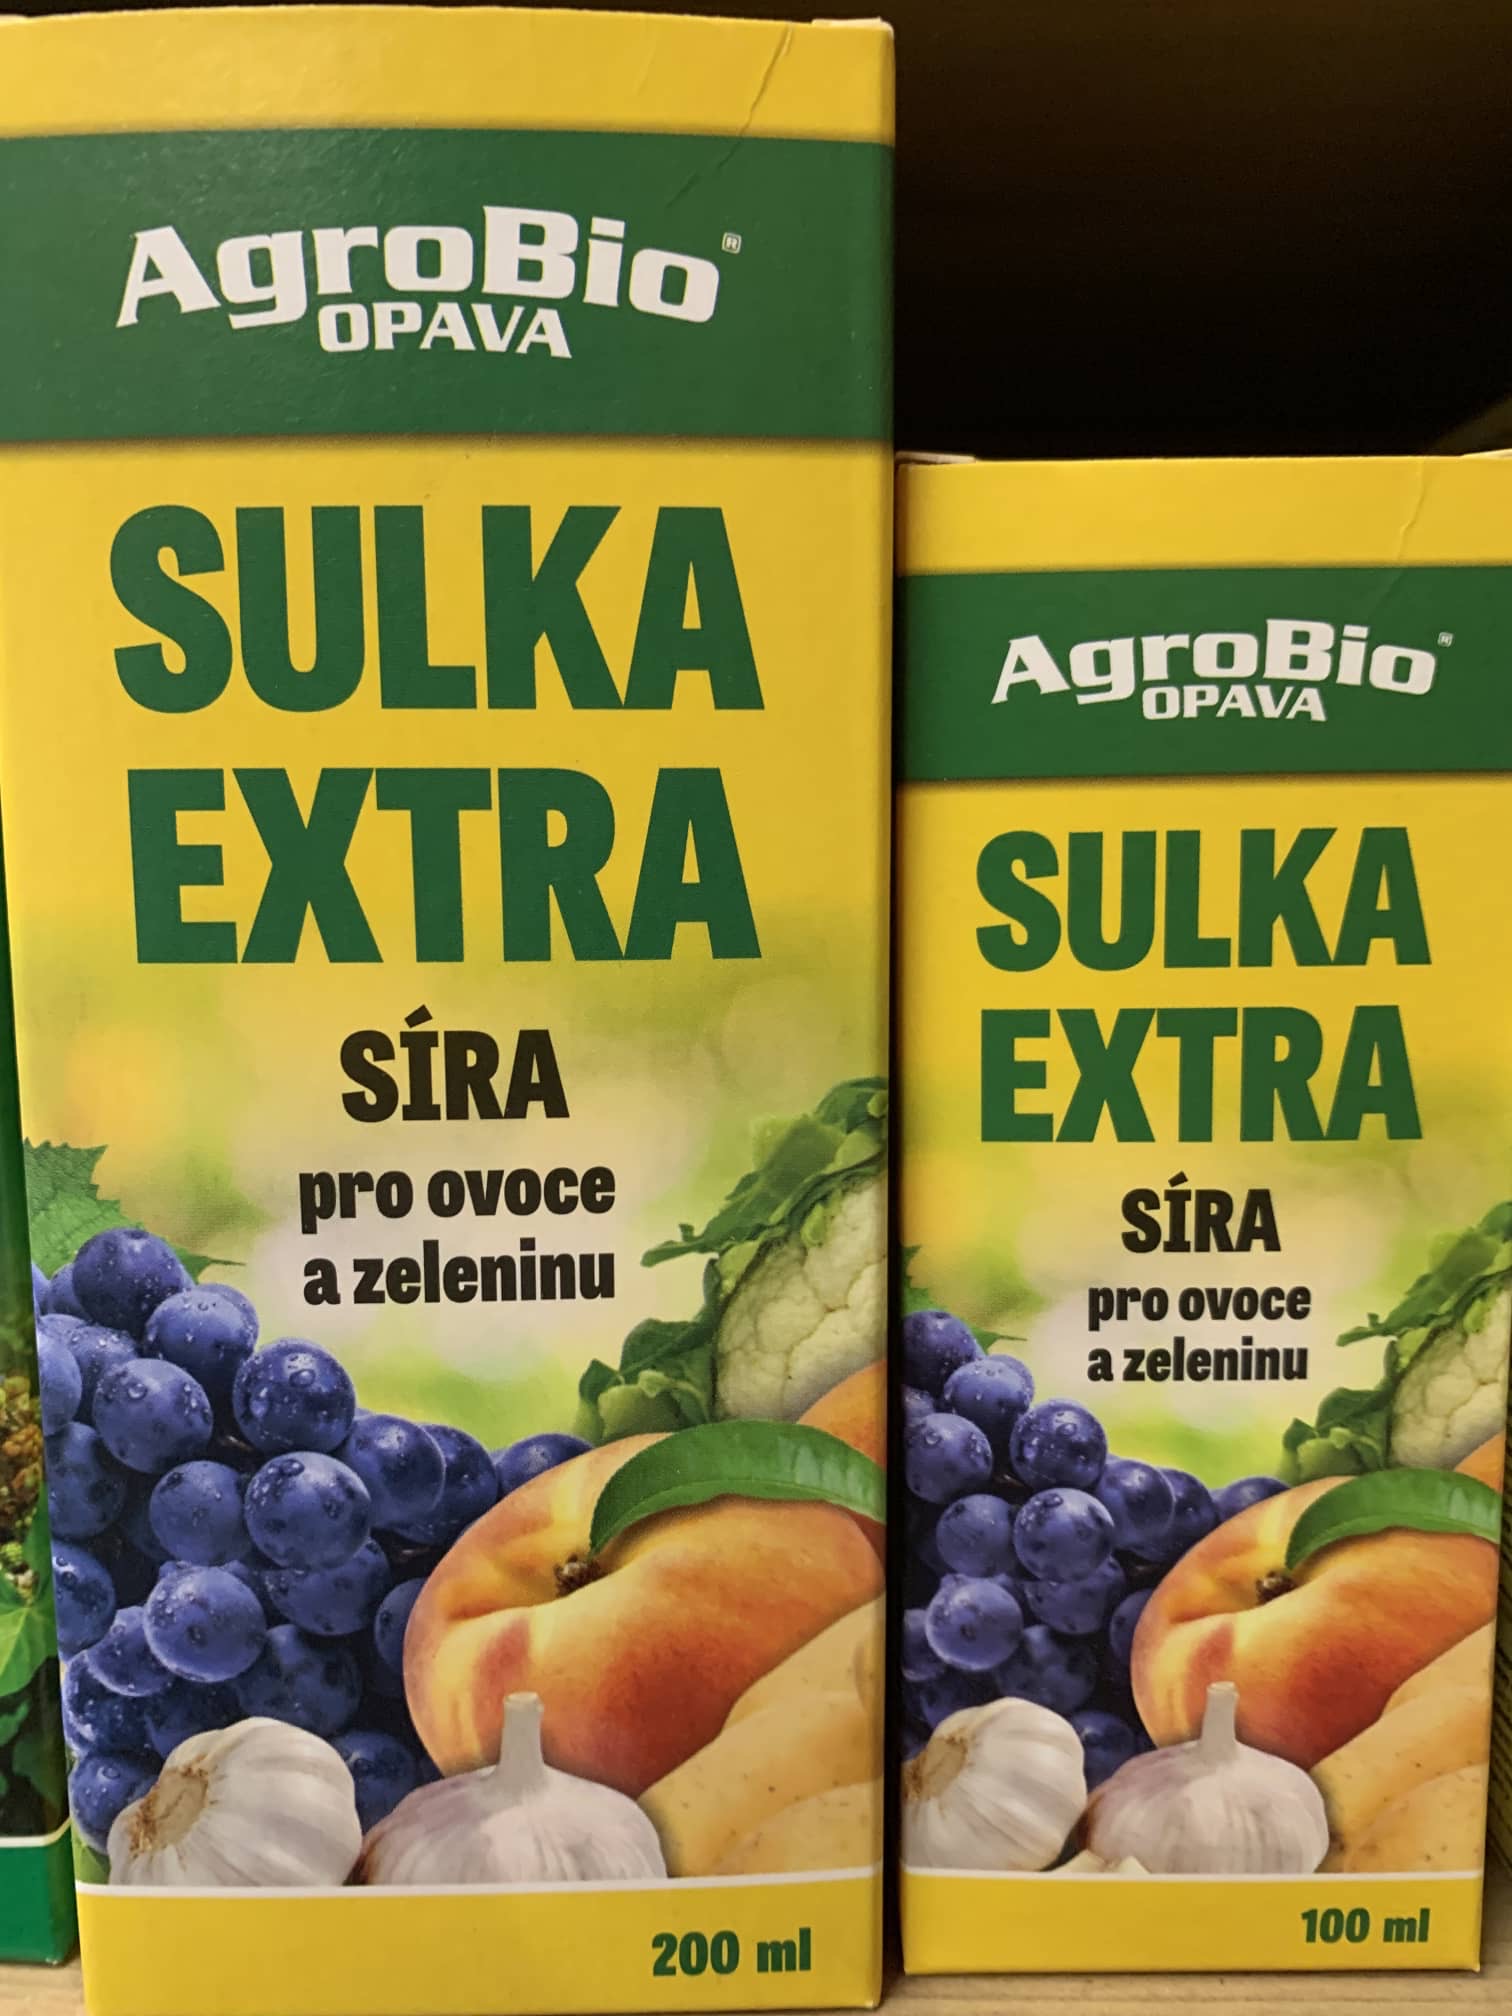 AgroBio®
OPAVA
SULKA
EXTRA
SÍRA
pro ovoce
a zeleninu
200 ml
AgroBio®
OPAVA
SULKA
EXTRA
SÍRA
pro ovoce
a zeleninu
100 ml